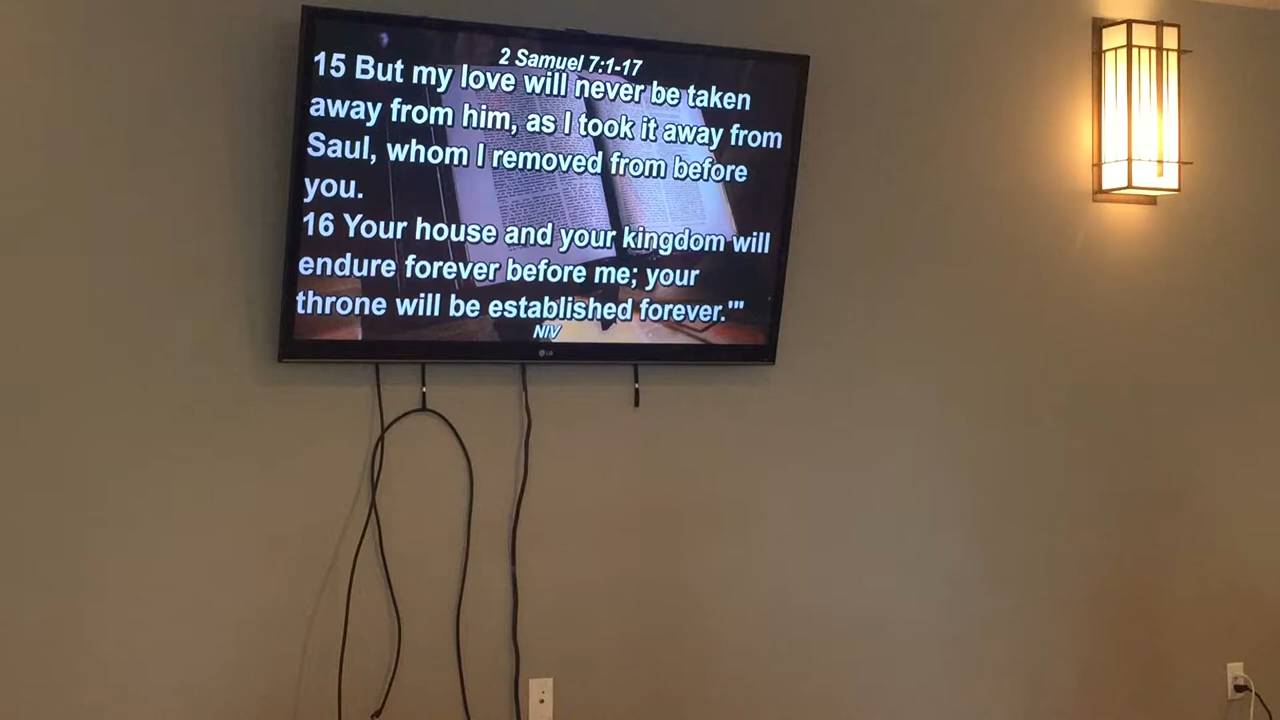 2 Samuel 7:1-17
15 But my love will never be taken
away from him, as I took it away from
Saul, whom I removed from before
you.
16 Your house and your kingdom will
endure forever before me; your
throne will be established forever.'"
NIV
LG